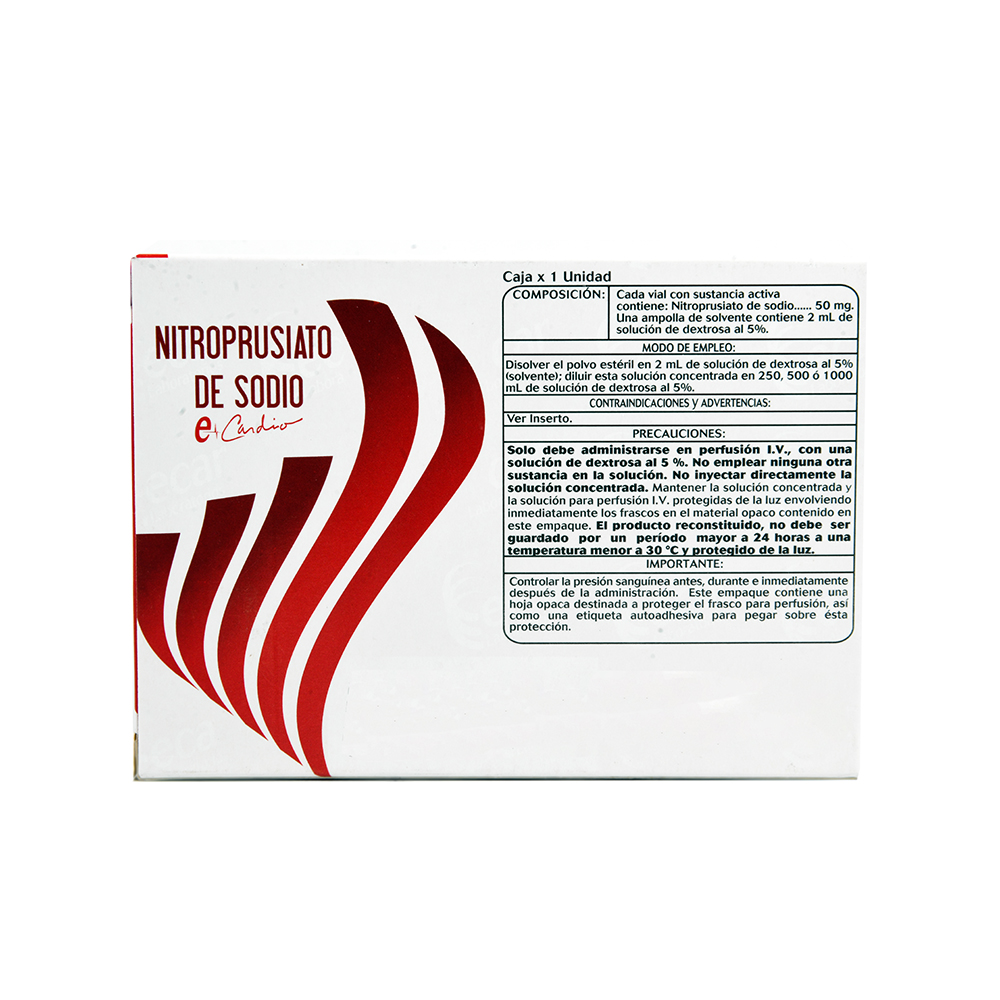 NITROPRUSIATO
DE SODIO
e+ Cardio
Caja x 1 Unidad
COMPOSICIÓN:
Cada vial con sustancia activa
contiene: Nitroprusiato de sodio...... 50 mg.
Una ampolla de solvente contiene 2 mL de
solución de dextrosa al 5%.
MODO DE EMPLEO:
Disolver el polvo estéril en 2 mL de solución de dextrosa al 5%
(solvente); diluir esta solución concentrada en 250, 500 ó 1000
mL de solución de dextrosa al 5%.
CONTRAINDICACIONES y ADVERTENCIAS:
Ver Inserto.
PRECAUCIONES:
Solo debe administrarse en perfusión I.V., con una
solución de dextrosa al 5 %. No emplear ninguna otra
sustancia en la solución. No inyectar directamente la
solución concentrada. Mantener la solución concentrada y
la solución para perfusión I.V. protegidas de la luz envolviendo
inmediatamente los frascos en el material opaco contenido en
este empaque. El producto reconstituido, no debe ser
guardado por un período mayor a 24 horas a una
temperatura menor a 30 °C y protegido de la luz.
IMPORTANTE:
Controlar la presión sanguínea antes, durante e inmediatamente
después de la administración. Este empaque contiene una
hoja opaca destinada a proteger el frasco para perfusión, así
como una etiqueta autoadhesiva para pegar sobre ésta
protección.